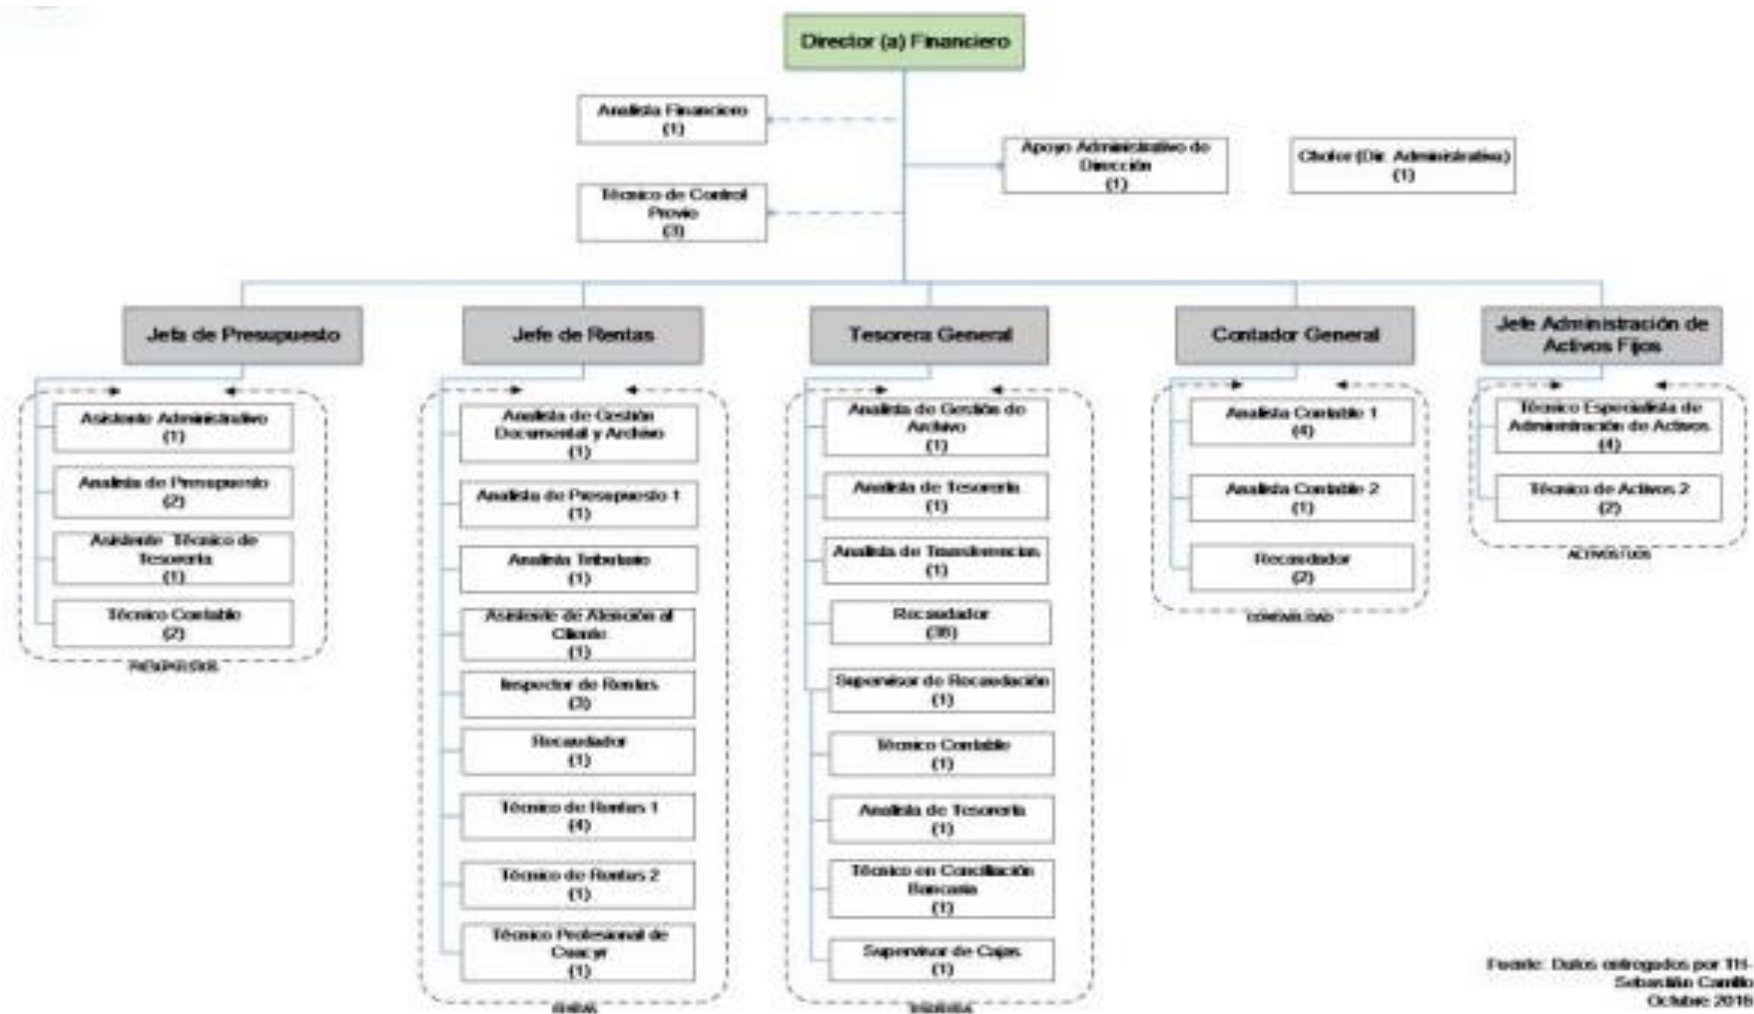 Director (a) Financiero
Analista Financiero
(1)
Apoyo Administrativo de
Dirección
(1)
Chofer (Dir. Administrativa)
(1)
Técnico de Control
Previo
(3)
Jefa de Presupuesto
Jefe de Rentas
Tesorera General
Contador General
Jefe Administración de
Activos Fijos
Asistente Administrativo
(1)
Analista de Presupuesto
(2)
Asistente Técnico de
Tesorería
(1)
Técnico Contable
(2)
PRESUPUESTOS
Analista de Gestión
Documental y Archivo
(1)
Analista de Presupuesto 1
(1)
Analista Tributario
(1)
Asistente de Atención al
Cliente
(1)
Inspector de Rentas
(3)
Recaudador
(1)
Técnico de Rentas 1
(4)
Técnico de Rentas 2
(1)
Técnico Profesional de
(1)
RENTAS
Analista de Gestión de
Archivo
(1)
Analista de Tesorería
(1)
Analista de Transferencias
(1)
Recaudador
Supervisor de Recaudación
(1)
Técnico Contable
(1)
Analista de Tesorería
(1)
Técnico en Conciliación
Bancaria
(1)
Supervisor de Cajas
(1)
TESORERIA
Analista Contable 1
(4)
Analista Contable 2
(1)
Recaudador
(2)
CONTABILIDAD
Técnico Especialista de
Administración de Activos
(4)
Técnico de Activos 2
(2)
ACTIVOS FIJOS
Fuente: Datos entregados por TH-
Sebastián
Octubre 2018